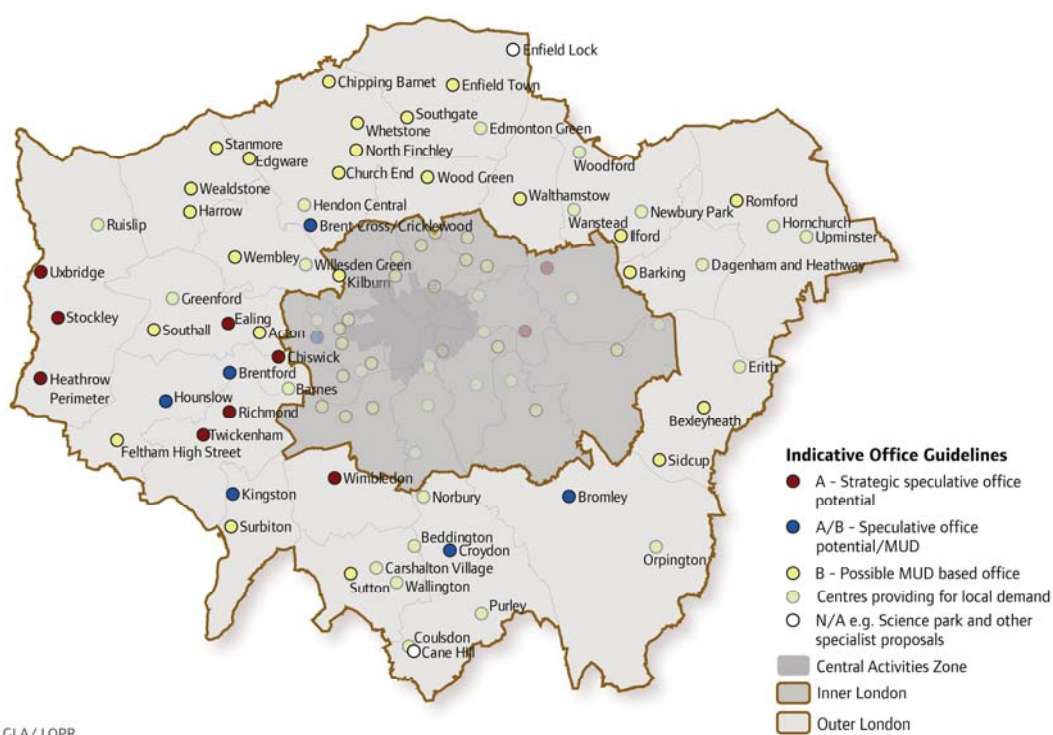 Enfield Lock
Chipping Barnet
Enfield Town
Southgate
Whetstone
Edmonton Green
Stanmore
Edgware
North Finchley
Woodford
Church End
Wood Green
Wealdstone
Walthamstow
Romford
Harrow
Hendon Central
Wanstead
Newbury Park
Hornchurch
Ruislip
Brent Cross/Cricklewood
Ilford
Upminster
Wembley
Willesden Green
Kilburn
Barking
Dagenham and Heathway
Uxbridge
Greenford
Stockley
Ealing
Southall
Acton
Chiswick
Heathrow
Perimeter
Brentford
Barnes
Erith
Hounslow
Richmond
Bexleyheath
Twickenham
Feltham High Street
Sidcup
Wimbledon
Kingston
Norbury
Bromley
Surbiton
Beddington
Croydon
Orpington
Carshalton Village
Sutton
Wallington
Purley
Coulsdon
Cane Hill
Indicative Office Guidelines
A - Strategic speculative office
potential
A/B - Speculative office
potential/MUD
B - Possible MUD based office
Centres providing for local demand
N/A e.g. Science park and other
specialist proposals
Central Activities Zone
Inner London
Outer London